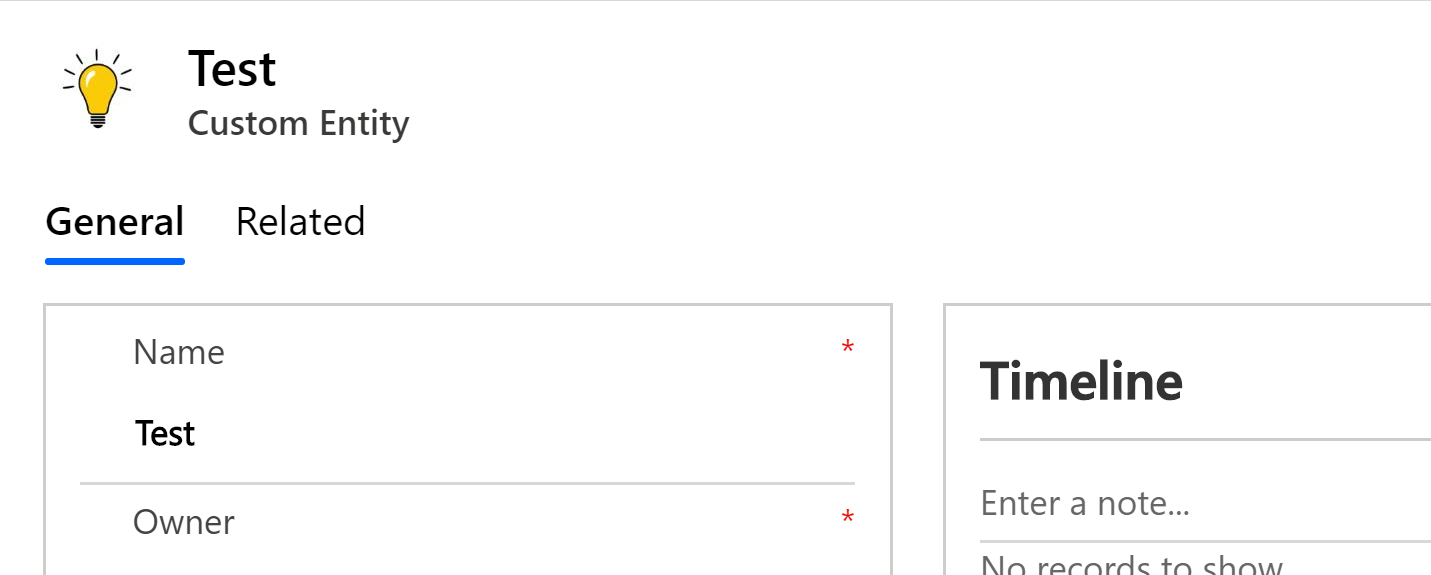 Test
Custom Entity
General Related
Name *
Test
Owner *
Timeline
Enter a note...
No records to show